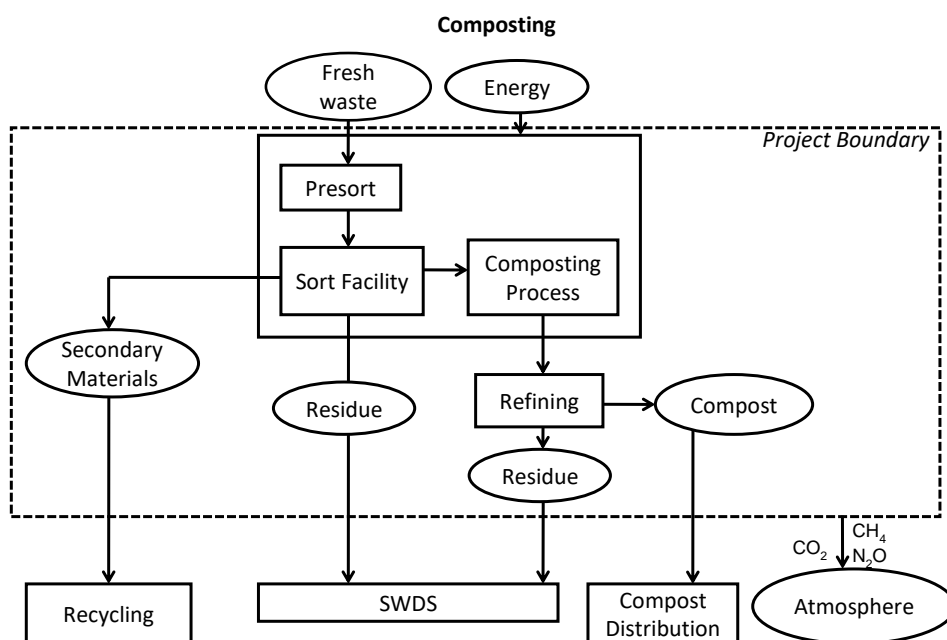 Composting
Fresh
waste
Energy
Project Boundary
Presort
Sort Facility
Composting
Process
Secondary
Materials
Residue
Refining
Compost
Residue
CO₂
CH₄
N₂O
Recycling
SWDS
Compost
Distribution
Atmosphere